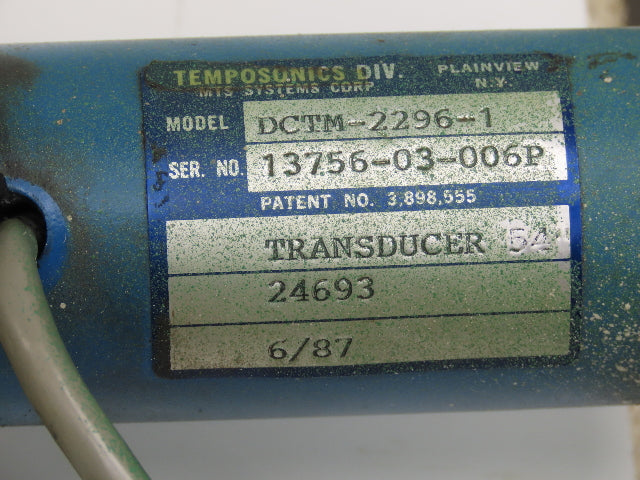 TEMPOSONICS DIV. PLAINVIEW
MTS SYSTEMS CORP N.Y.
MODEL DCTM-2296-1
SER. NO. 13756-03-006P
PATENT NO. 3,898,555
TRANSDUCER 54
24693
6/87